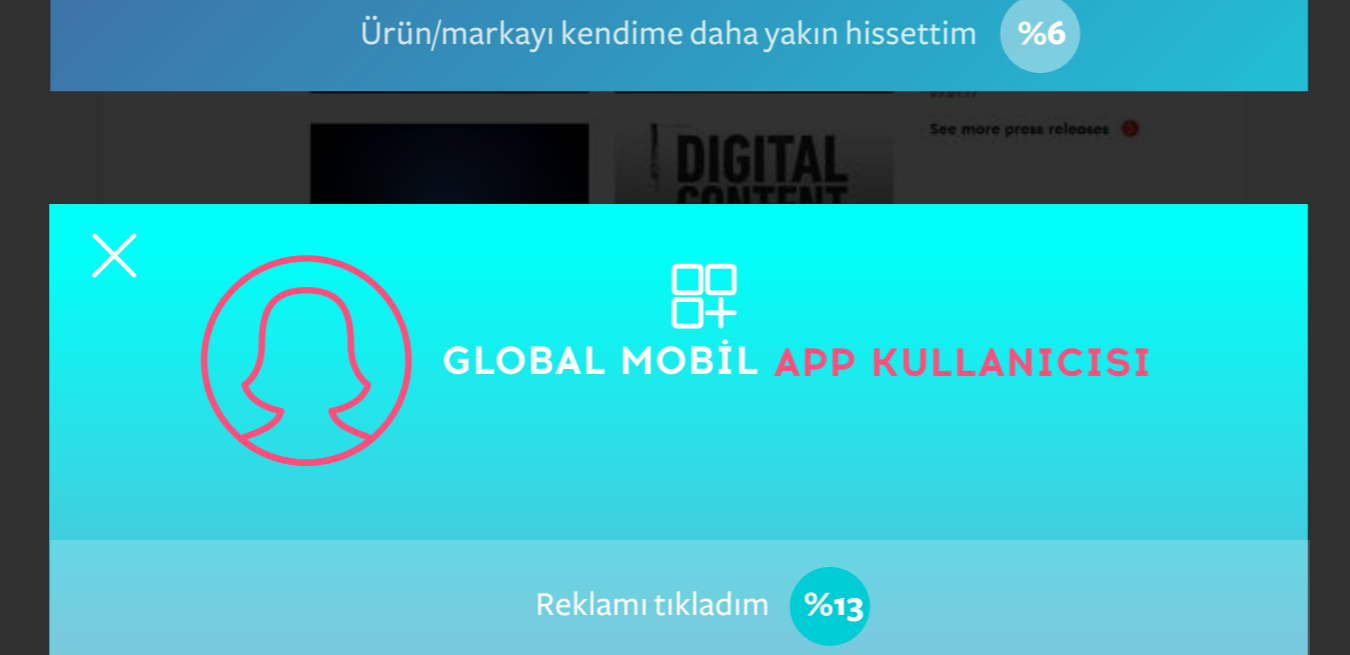 Ürün/markayı kendime daha yakın hissettim %6
See more press releases
DIGITAL
CONTENT
GLOBAL MOBİL APP KULLANICISI
Reklamı tıkladım %13